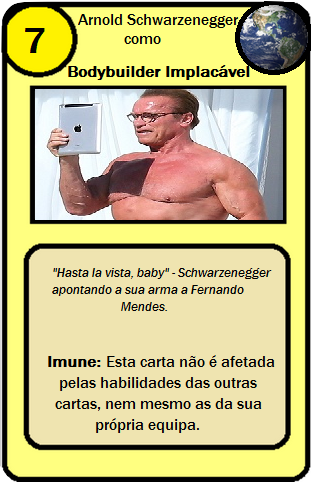 7
Arnold Schwarzenegger
como
Bodybuilder Implacável
"Hasta la vista, baby" - Schwarzenegger
apontando a sua arma a Fernando
Mendes.
Imune: Esta carta não é afetada
pelas habilidades das outras
cartas, nem mesmo as da sua
própria equipa.